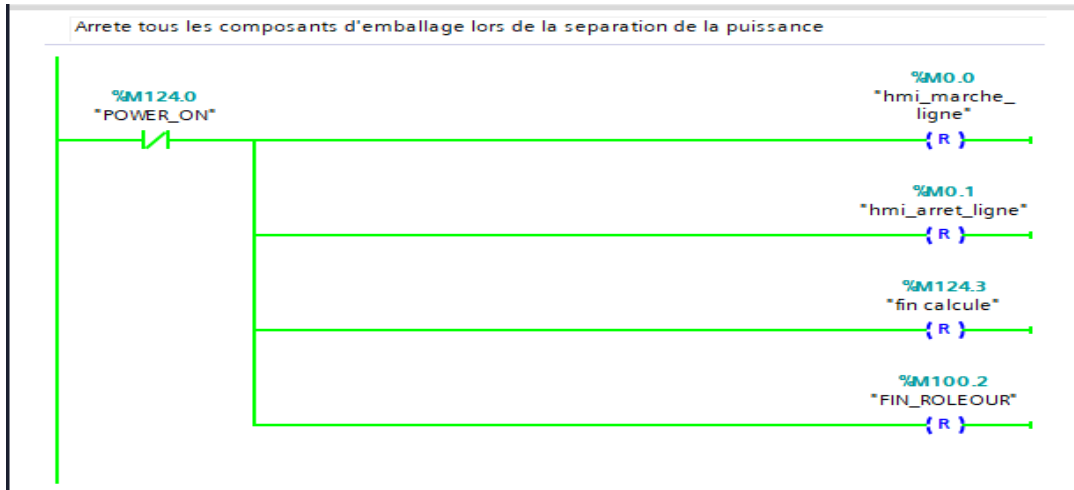 Arrete tous les composants d'emballage lors de la separation de la puissance
%M124.0
"POWER_ON"
%M0.0
"hmi_marche_
ligne"
R
%M0.1
"hmi_arret_ligne"
R
%M124.3
"fin calcule"
R
%M100.2
"FIN_ROLEOUR"
R